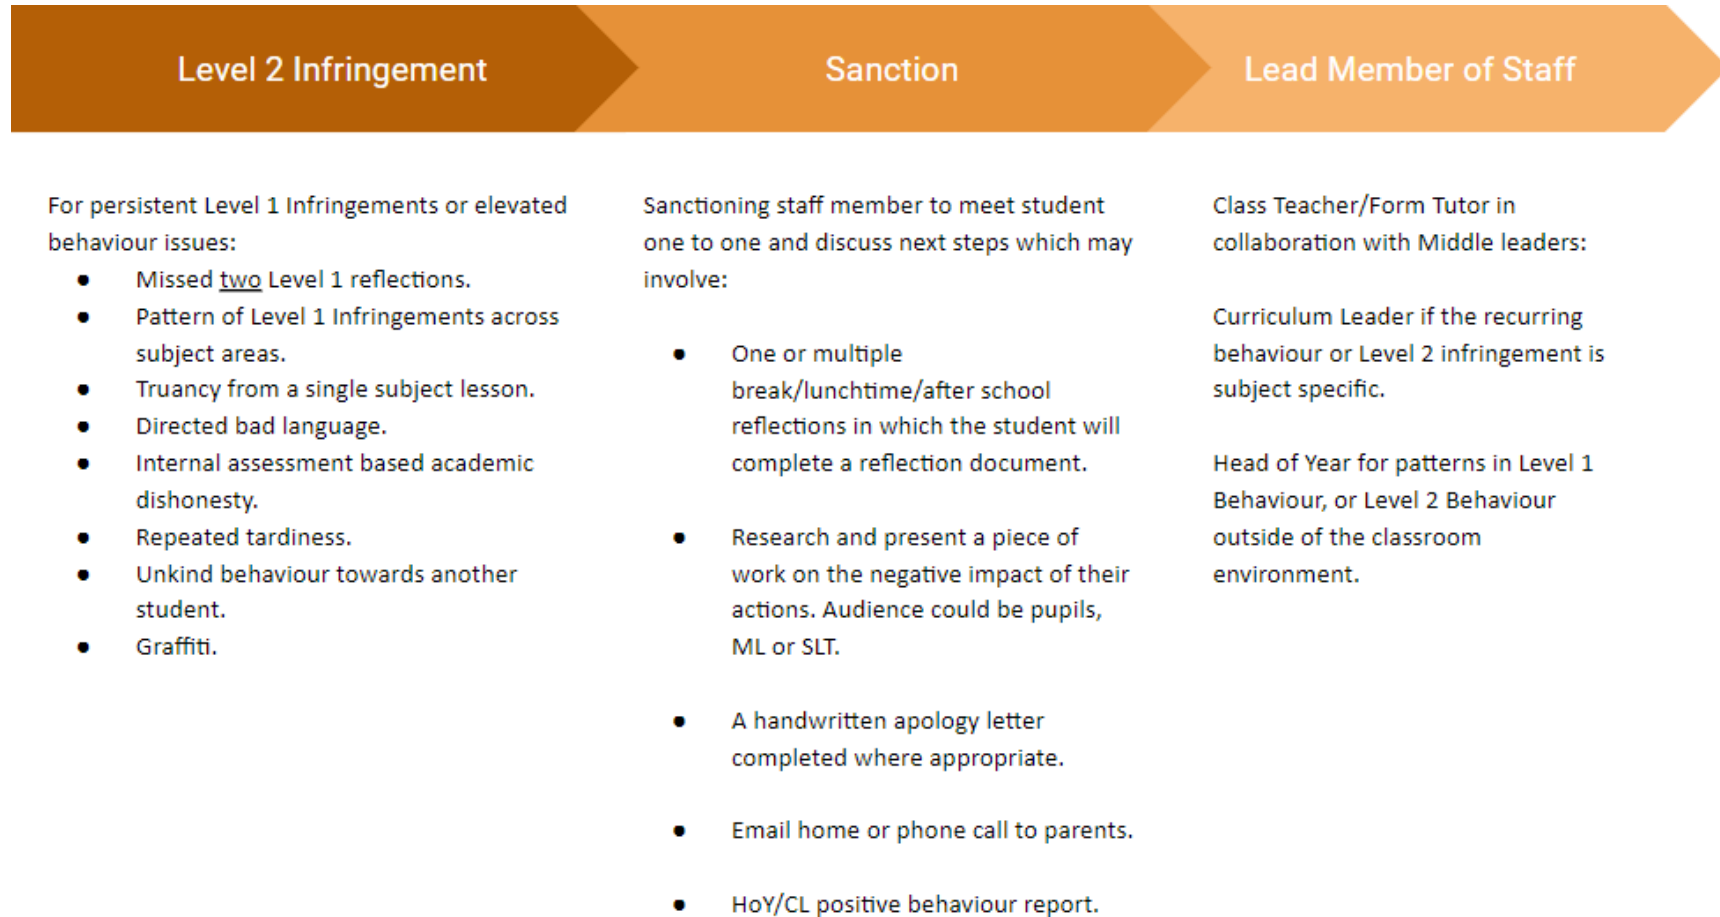 Level 2 Infringement
Sanction
Lead Member of Staff
For persistent Level 1 Infringements or elevated
behaviour issues:
● Missed two Level 1 reflections.
● Pattern of Level 1 Infringements across
subject areas.
● Truancy from a single subject lesson.
● Directed bad language.
● Internal assessment based academic
dishonesty.
● Repeated tardiness.
● Unkind behaviour towards another
student.
● Graffiti.
Sanctioning staff member to meet student
one to one and discuss next steps which may
involve:
● One or multiple
break/lunchtime/after school
reflections in which the student will
complete a reflection document.
● Research and present a piece of
work on the negative impact of their
actions. Audience could be pupils,
ML or SLT.
● A handwritten apology letter
completed where appropriate.
● Email home or phone call to parents.
● HoY/CL positive behaviour report.
Class Teacher/Form Tutor in
collaboration with Middle leaders:
Curriculum Leader if the recurring
behaviour or Level 2 infringement is
subject specific.
Head of Year for patterns in Level 1
Behaviour, or Level 2 Behaviour
outside of the classroom
environment.